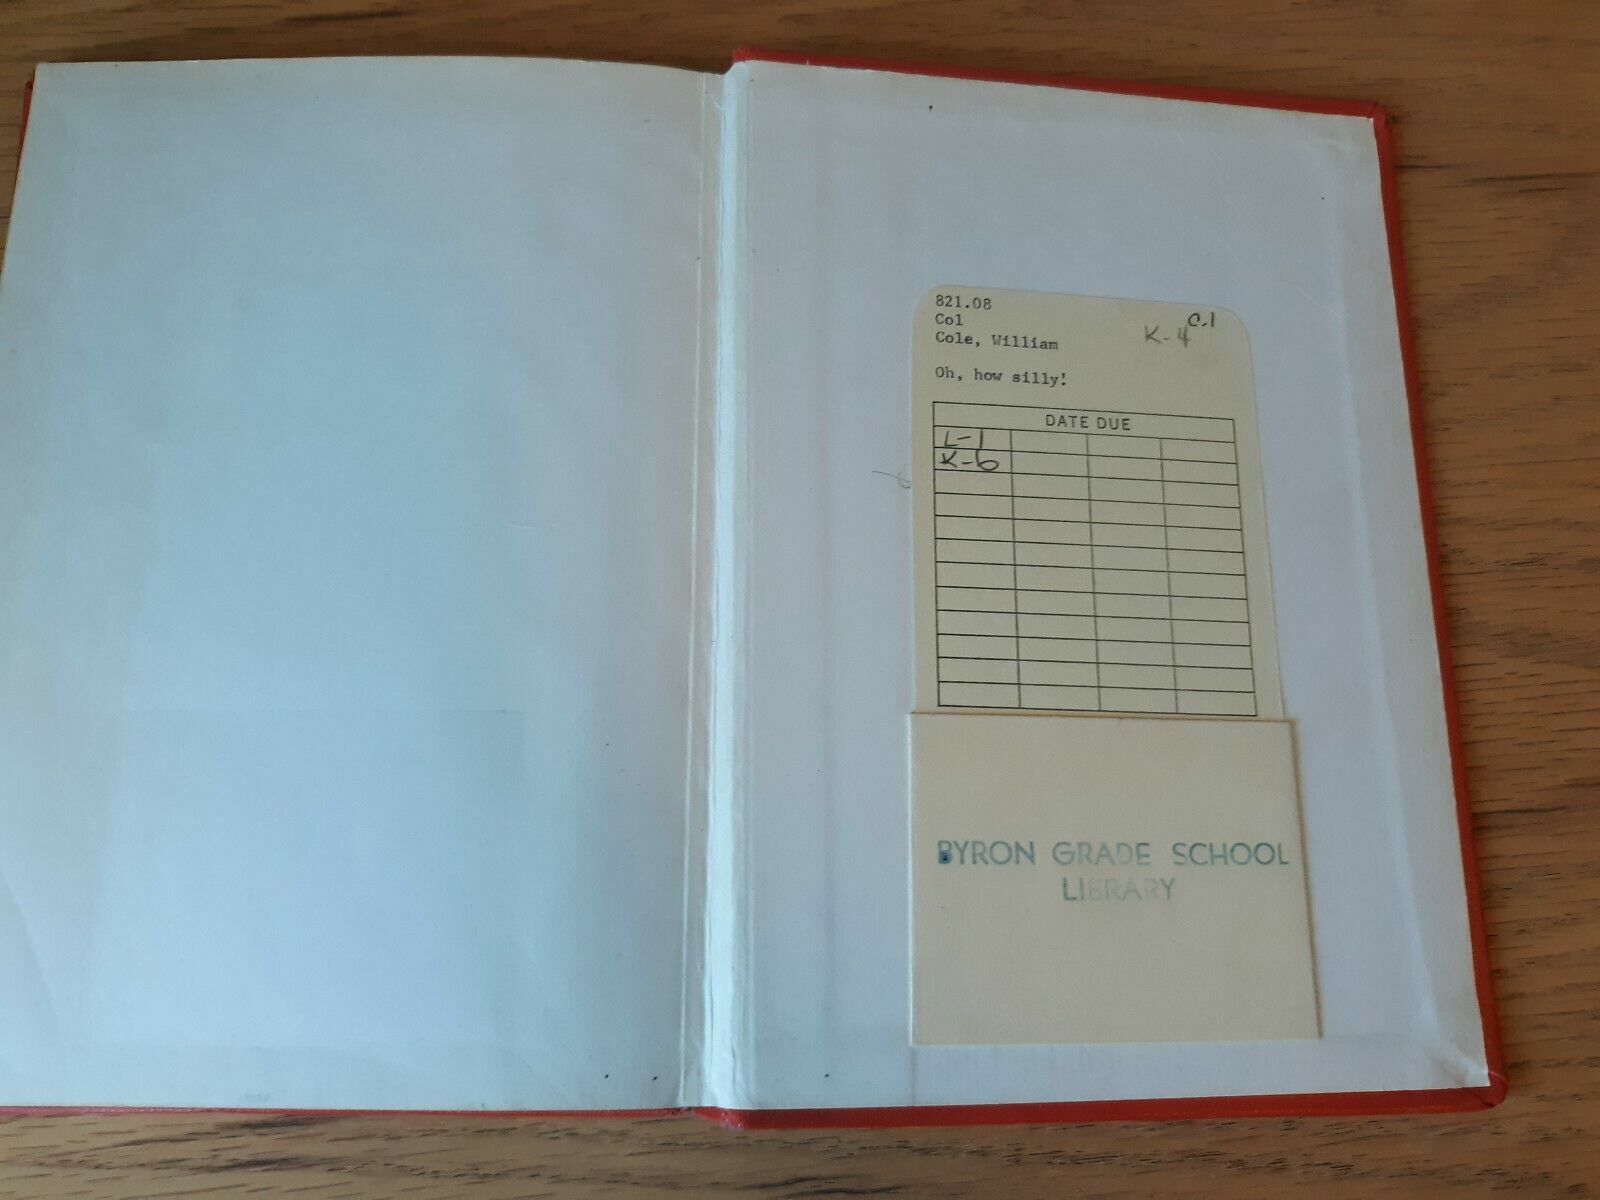 821.08
Col
Cole, William
K-4
C.1
Oh, how silly!
DATE DUE
L-1
K-6
BYRON GRADE SCHOOL
LIBRARY